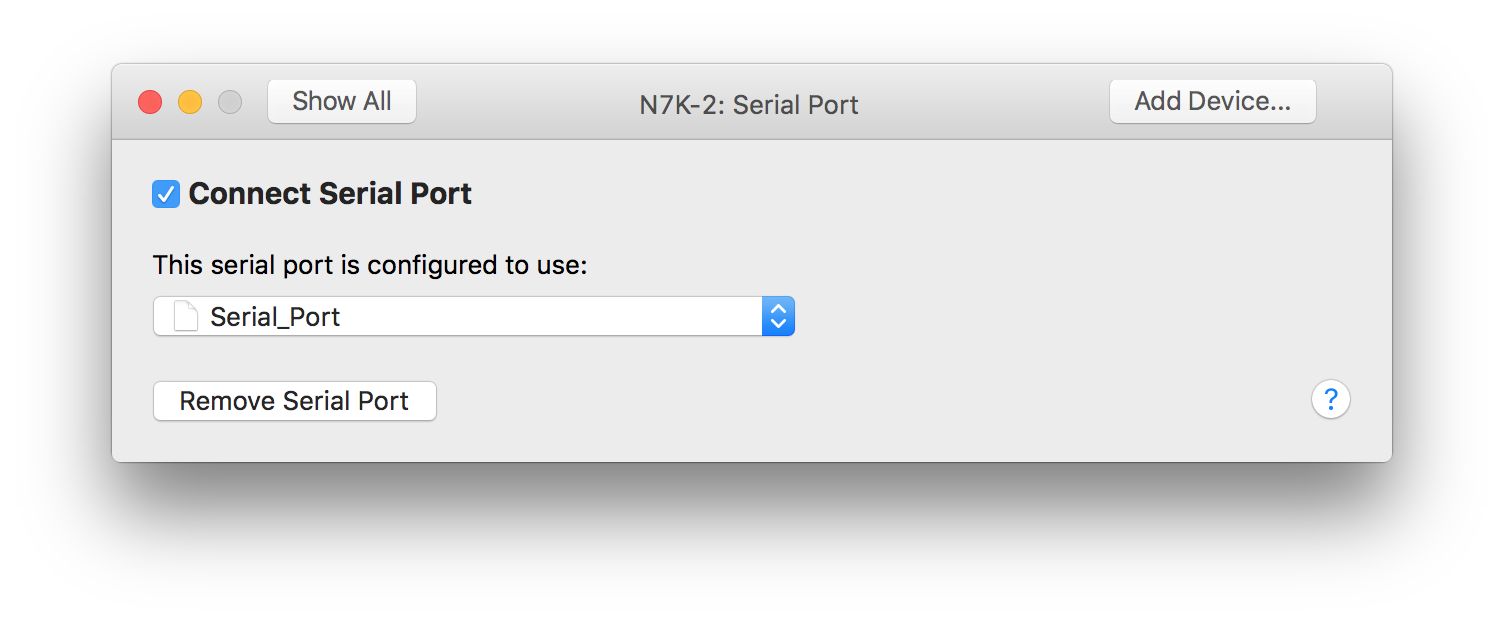 Show All
N7K-2: Serial Port
Add Device...
Connect Serial Port
This serial port is configured to use:
Serial_Port
Remove Serial Port
?